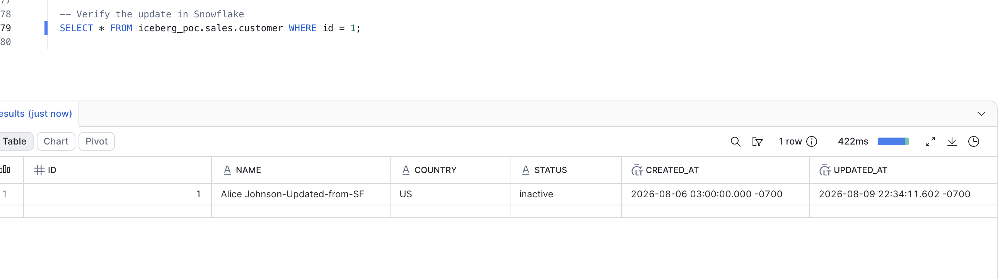 77
78 -- Verify the update in Snowflake
79 SELECT * FROM iceberg_poc.sales.customer WHERE id = 1;
80
esults (just now)
Table Chart Pivot 1 row 422ms
ID NAME COUNTRY STATUS CREATED_AT UPDATED_AT
1 1 Alice Johnson-Updated-from-SF US inactive 2026-08-06 03:00:00.000 -0700 2026-08-09 22:34:11.602 -0700